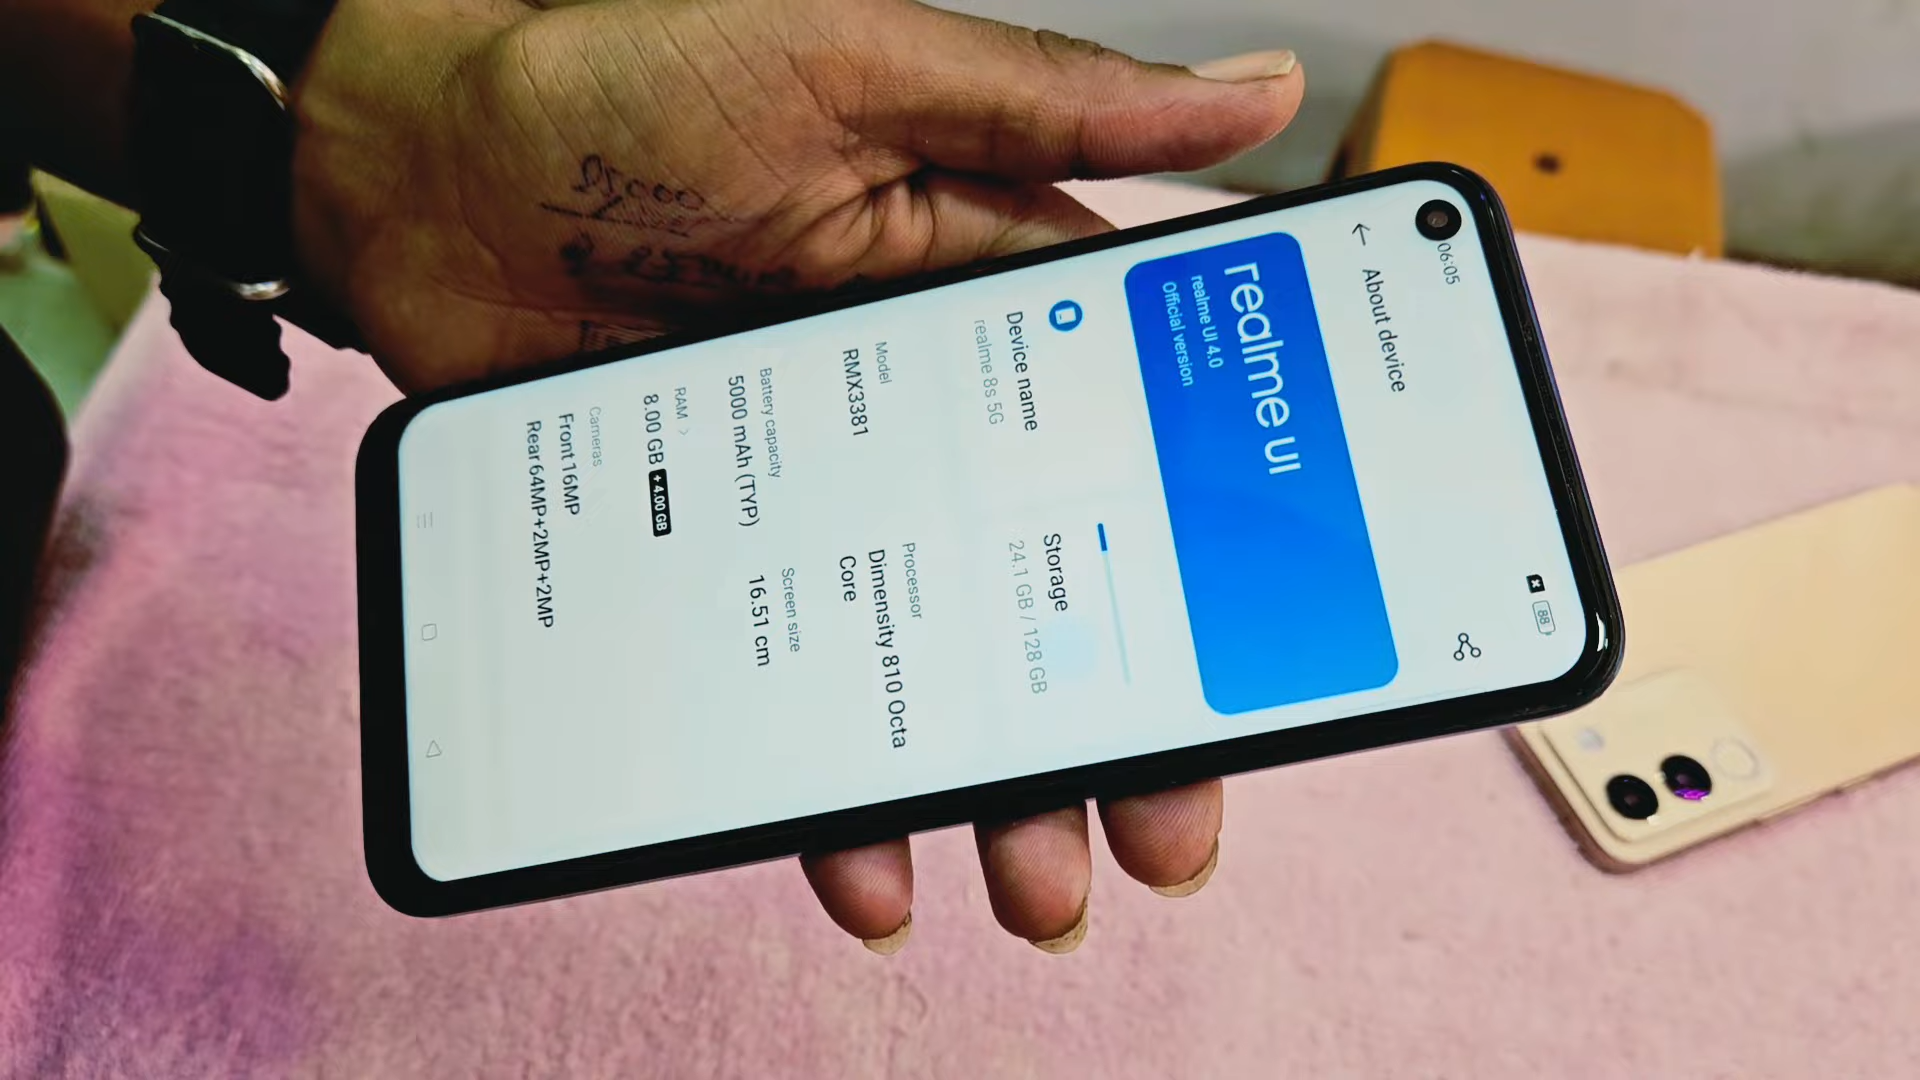 06:05
88
About device
realme UI
realme UI 4.0
Official version
Device name
realme 8s 5G
Storage
24.1 GB / 128 GB
Model
RMX3381
Processor
Dimensity 810 Octa
Core
Battery capacity
5000 mAh (TYP)
Screen size
16.51 cm
RAM
8.00 GB + 4.00 GB
Cameras
Front 16MP
Rear 64MP+2MP+2MP